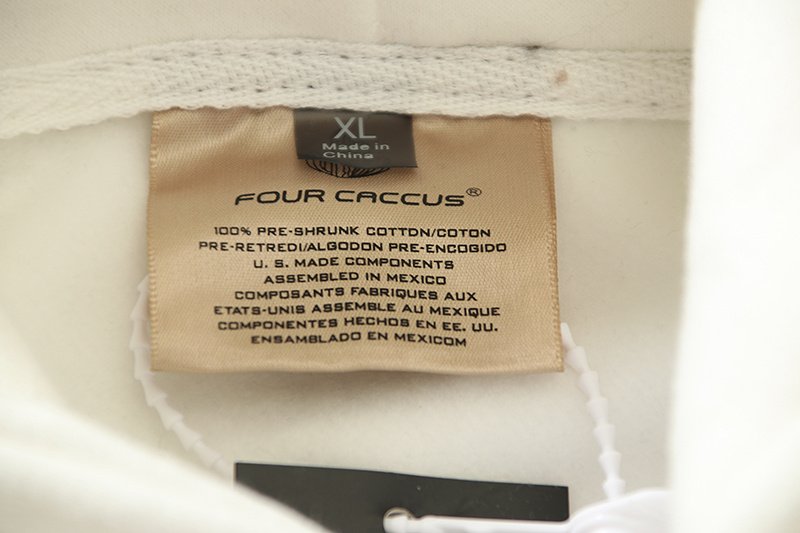 XL
Made in
China
FOUR CACCUS®
100% PRE-SHRUNK COTTDN/COTON
PRE-RETREDI/ALGODON PRE-ENCOGIDO
U. S. MADE COMPONENTS
ASSEMBLED IN MEXICO
COMPOSANTS FABRIQUES AUX
ETATS-UNIS ASSEMBLE AU MEXIQUE
COMPONENTES HECHOS EN EE. UU.
ENSAMBLADO EN MEXICOM